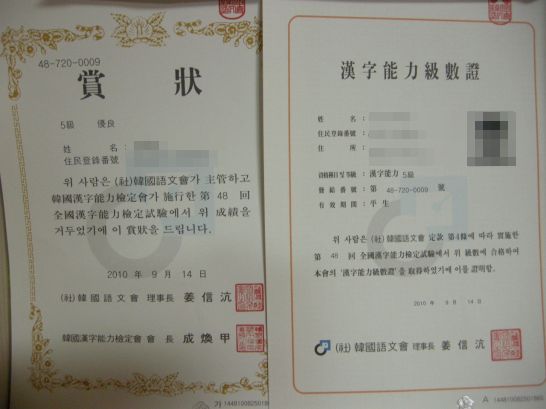 48-720-0009
賞 狀
5級 優良
姓 名 :
住民登錄番號 :
위 사람은 (社)韓國語文會가 主管하고
韓國漢字能力檢定會가 施行한 第 48 回
全國漢字能力檢定試驗에서 위 成績을
거두었기에 이 賞狀을 드립니다.
2010 年 9 月 14 日
(社) 韓國語文會 理事長 姜信沆
韓國漢字能力檢定會 會 長 成煥甲
漢字能力級數證
姓 名 :
住民登錄番號 :
住 所 :
資格種目및等級 : 漢字能力 5級
發給番號 : 第 48-720-0009 號
有效期間 : 平生
위 사람은 (社)韓國語文會 定款 第4條에 따라 實施한
第 48 回 全國漢字能力檢定試驗에서 위 級數에 合格하여
本會의 '漢字能力級數證'을 取得하였기에 이를 證明함.
2010 年 9 月 14 日
(社) 韓國語文會 理事長 姜信沆